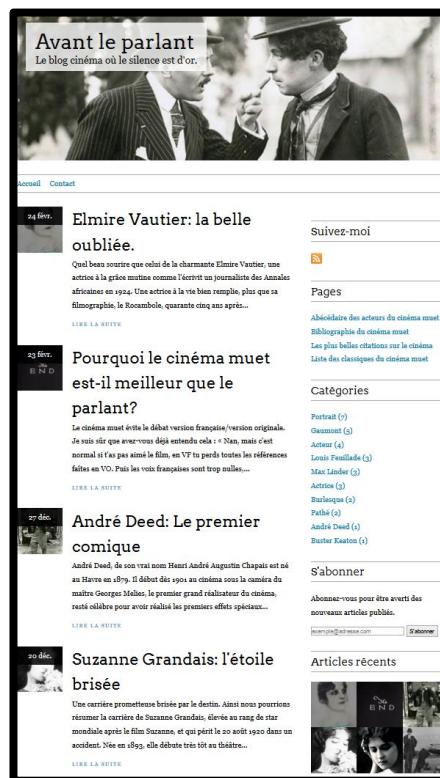 Avant le parlant
Le blog cinéma où le silence est d'or.
Accueil Contact
24 févr.
Elmire Vautier: la belle
oubliée.
Quel beau sourire que celui de la charmante Elmire Vautier, une
actrice à la grâce mutine comme l'écrivit un journaliste des Annales
africaines en 1924. Une actrice à la vie bien remplie, plus que sa
filmographie, le Rocambole, quarante cinq ans après...
LIRE LA SUITE
23 févr.
END
Pourquoi le cinéma muet
est-il meilleur que le
parlant?
Le cinéma muet évite le débat version française/version originale.
Je suis sûr que avez-vous déjà entendu cela : « Nan, mais c'est
normal si t'as pas aimé le film, en VF tu perds toutes les références
faites en VO. Puis les voix françaises sont trop nulles,...
LIRE LA SUITE
27 déc.
André Deed: Le premier
comique
André Deed, de son vrai nom Henri André Augustin Chapais est né
au Havre en 1879. Il début dès 1901 au cinéma sous la caméra du
maître Georges Melies, le premier grand réalisateur du cinéma,
resté célèbre pour avoir réalisé les premiers effets spéciaux...
LIRE LA SUITE
20 déc.
Suzanne Grandais: l'étoile
brisée
Une carrière prometteuse brisée par le destin. Ainsi nous pourrions
résumer la carrière de Suzanne Grandais, élevée au rang de star
mondiale après le film Suzanne, et qui périt le 20 août 1920 dans un
accident. Née en 1893, elle débute très tôt au théâtre...
LIRE LA SUITE
Suivez-moi
Pages
Abécédaire des acteurs du cinéma muet
Bibliographie du cinéma muet
Les plus belles citations sur le cinéma
Liste des classiques du cinéma muet
Catégories
Portrait (7)
Gaumont (5)
Acteur (4)
Louis Feuillade (3)
Max Linder (3)
Actrice (3)
Burlesque (2)
Pathé (2)
André Deed (1)
Buster Keaton (1)
S'abonner
Abonnez-vous pour être averti des
nouveaux articles publiés.
exemple@adresse.com S'abonner
Articles récents
END